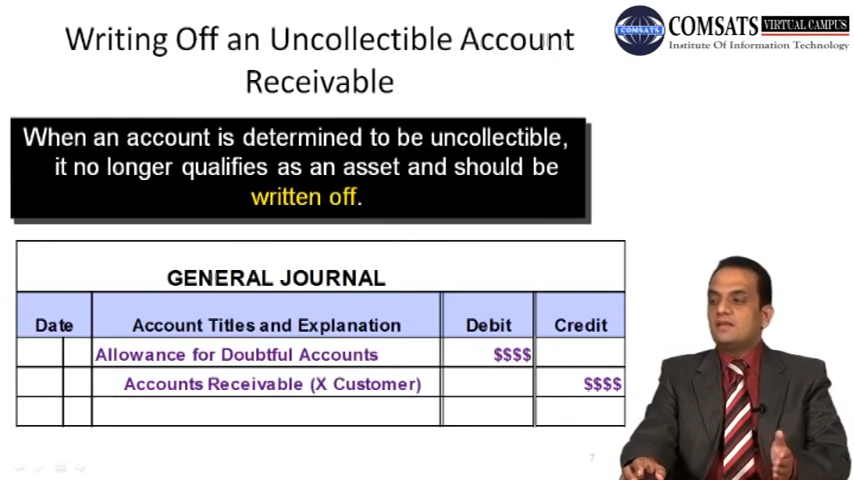 Writing Off an Uncollectible Account
Receivable
COMSATS
COMSATS VIRTUAL CAMPUS
Institute Of Information Technology
When an account is determined to be uncollectible,
it no longer qualifies as an asset and should be
written off.
GENERAL JOURNAL
Date Account Titles and Explanation Debit Credit
Allowance for Doubtful Accounts $$$$
Accounts Receivable (X Customer) $$$$
7